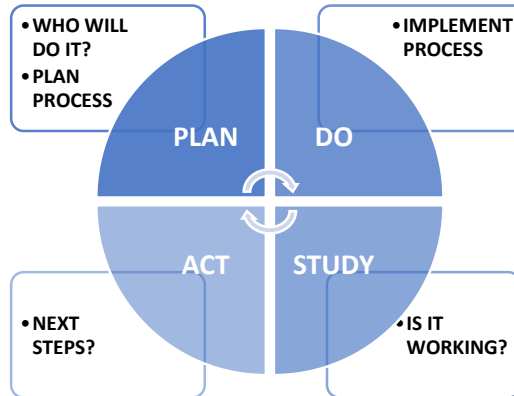 • WHO WILL
DO IT?
• PLAN
PROCESS
• IMPLEMENT
PROCESS
PLAN
DO
ACT
STUDY
• NEXT
STEPS?
• IS IT
WORKING?